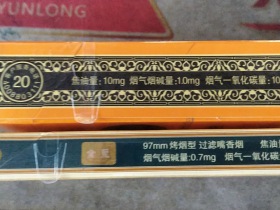 20
焦油量:10mg 烟气烟碱量:1.0mg 烟气一氧化碳量:10
97mm 烤烟型 过滤嘴香烟 焦油
烟气烟碱量:0.7mg 烟气一氧化碳